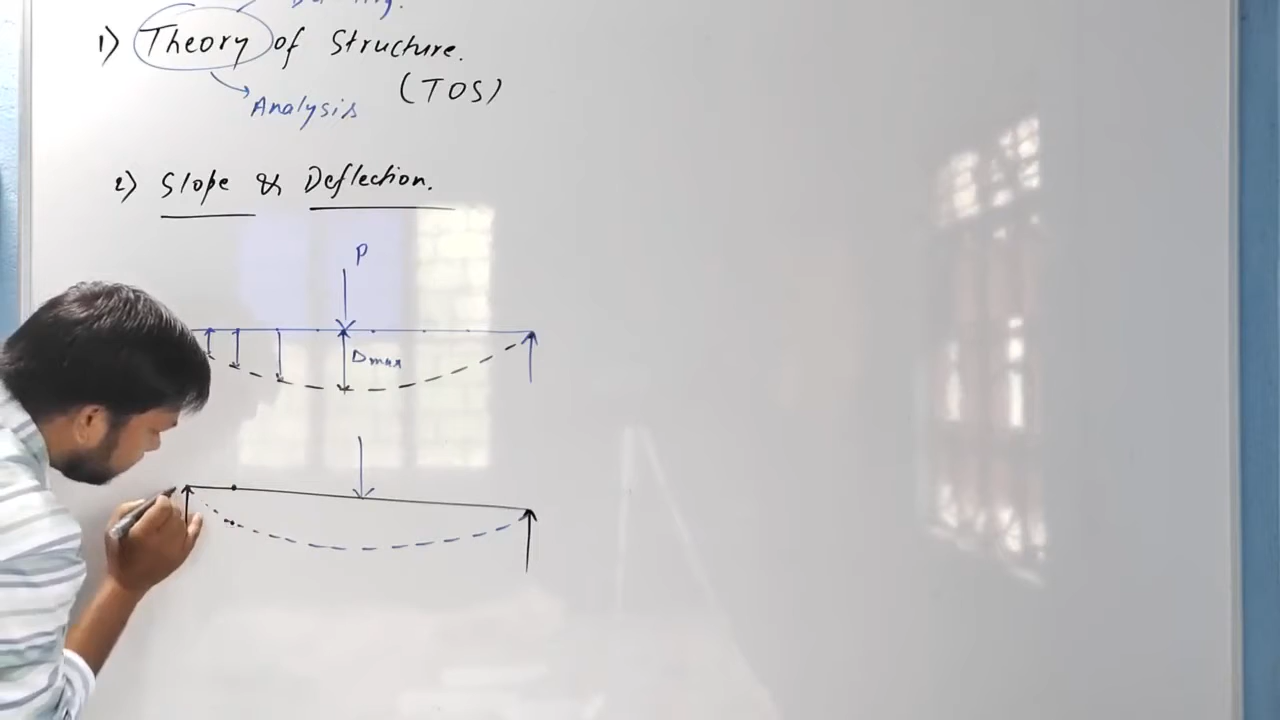 1) Theory of Structure.
(TOS)
Analysis
2) Slope & Deflection.
P
Dmax